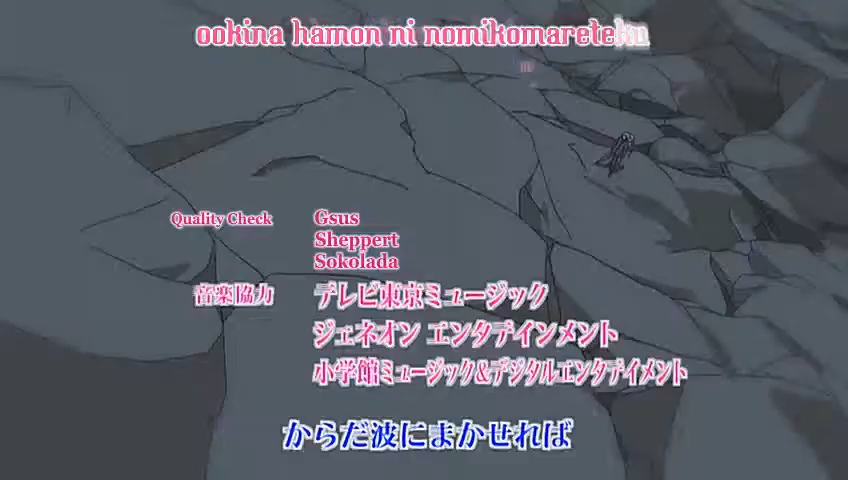 ookina hamon ni nomikomareteku
Quality Check Gsus
Sheppert
Sokolada
音楽協力 テレビ東京ミュージック
ジェネオン エンタテインメント
小学館ミュージック&デジタルエンタテイメント
からだ波にまかせれば